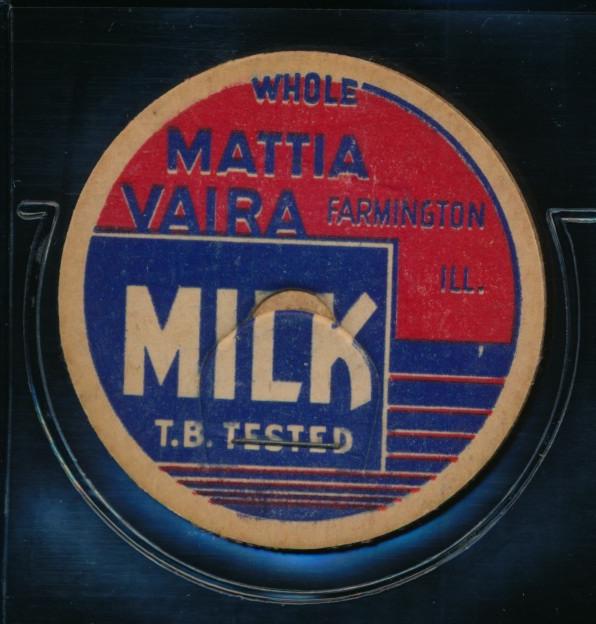 WHOLE
MATTIA
VAIRA FARMINGTON
ILL.
MILK
T.B. TESTED